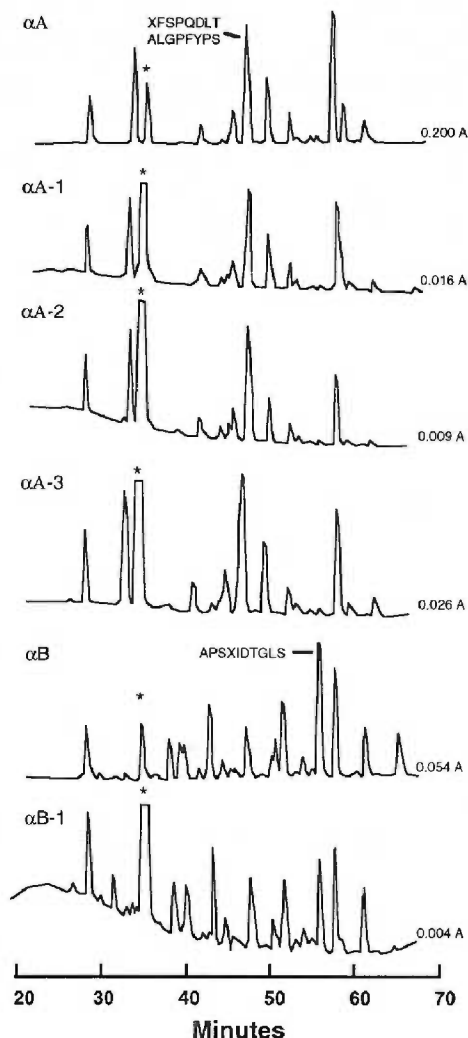 αA
XFSPQDLT
ALGPFYPS
*
0.200 A
αA-1
*
0.016 A
αA-2
*
0.009 A
αA-3
*
0.026 A
αB
APSXIDTGLS
*
0.054 A
αB-1
*
0.004 A
20 30 40 50 60 70
Minutes